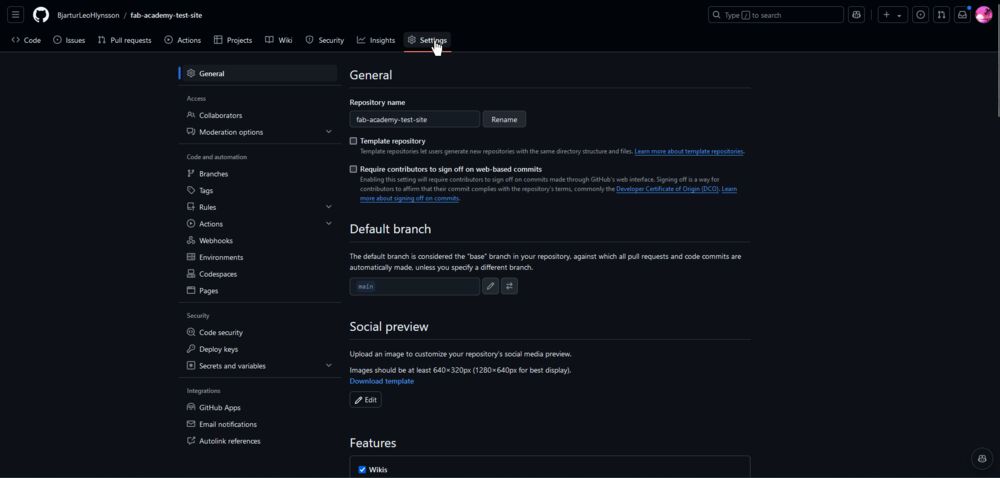 BjarturLeoHlynsson / fab-academy-test-site
Type / to search
Code
Issues
Pull requests
Actions
Projects
Wiki
Security
Insights
Settings
General
Access
Collaborators
Moderation options
Code and automation
Branches
Tags
Rules
Actions
Webhooks
Environments
Codespaces
Pages
Security
Code security
Deploy keys
Secrets and variables
Integrations
GitHub Apps
Email notifications
Autolink references
General
Repository name
fab-academy-test-site
Rename
Template repository
Template repositories let users generate new repositories with the same directory structure and files. Learn more about template repositories.
Require contributors to sign off on web-based commits
Enabling this setting will require contributors to sign off on commits made through GitHub's web interface. Signing off is a way for
contributors to affirm that their commit complies with the repository's terms, commonly the Developer Certificate of Origin (DCO). Learn
more about signing off on commits.
Default branch
The default branch is considered the "base" branch in your repository, against which all pull requests and code commits are
automatically made, unless you specify a different branch.
main
Social preview
Upload an image to customize your repository's social media preview.
Images should be at least 640×320px (1280×640px for best display).
Download template
Edit
Features
Wikis